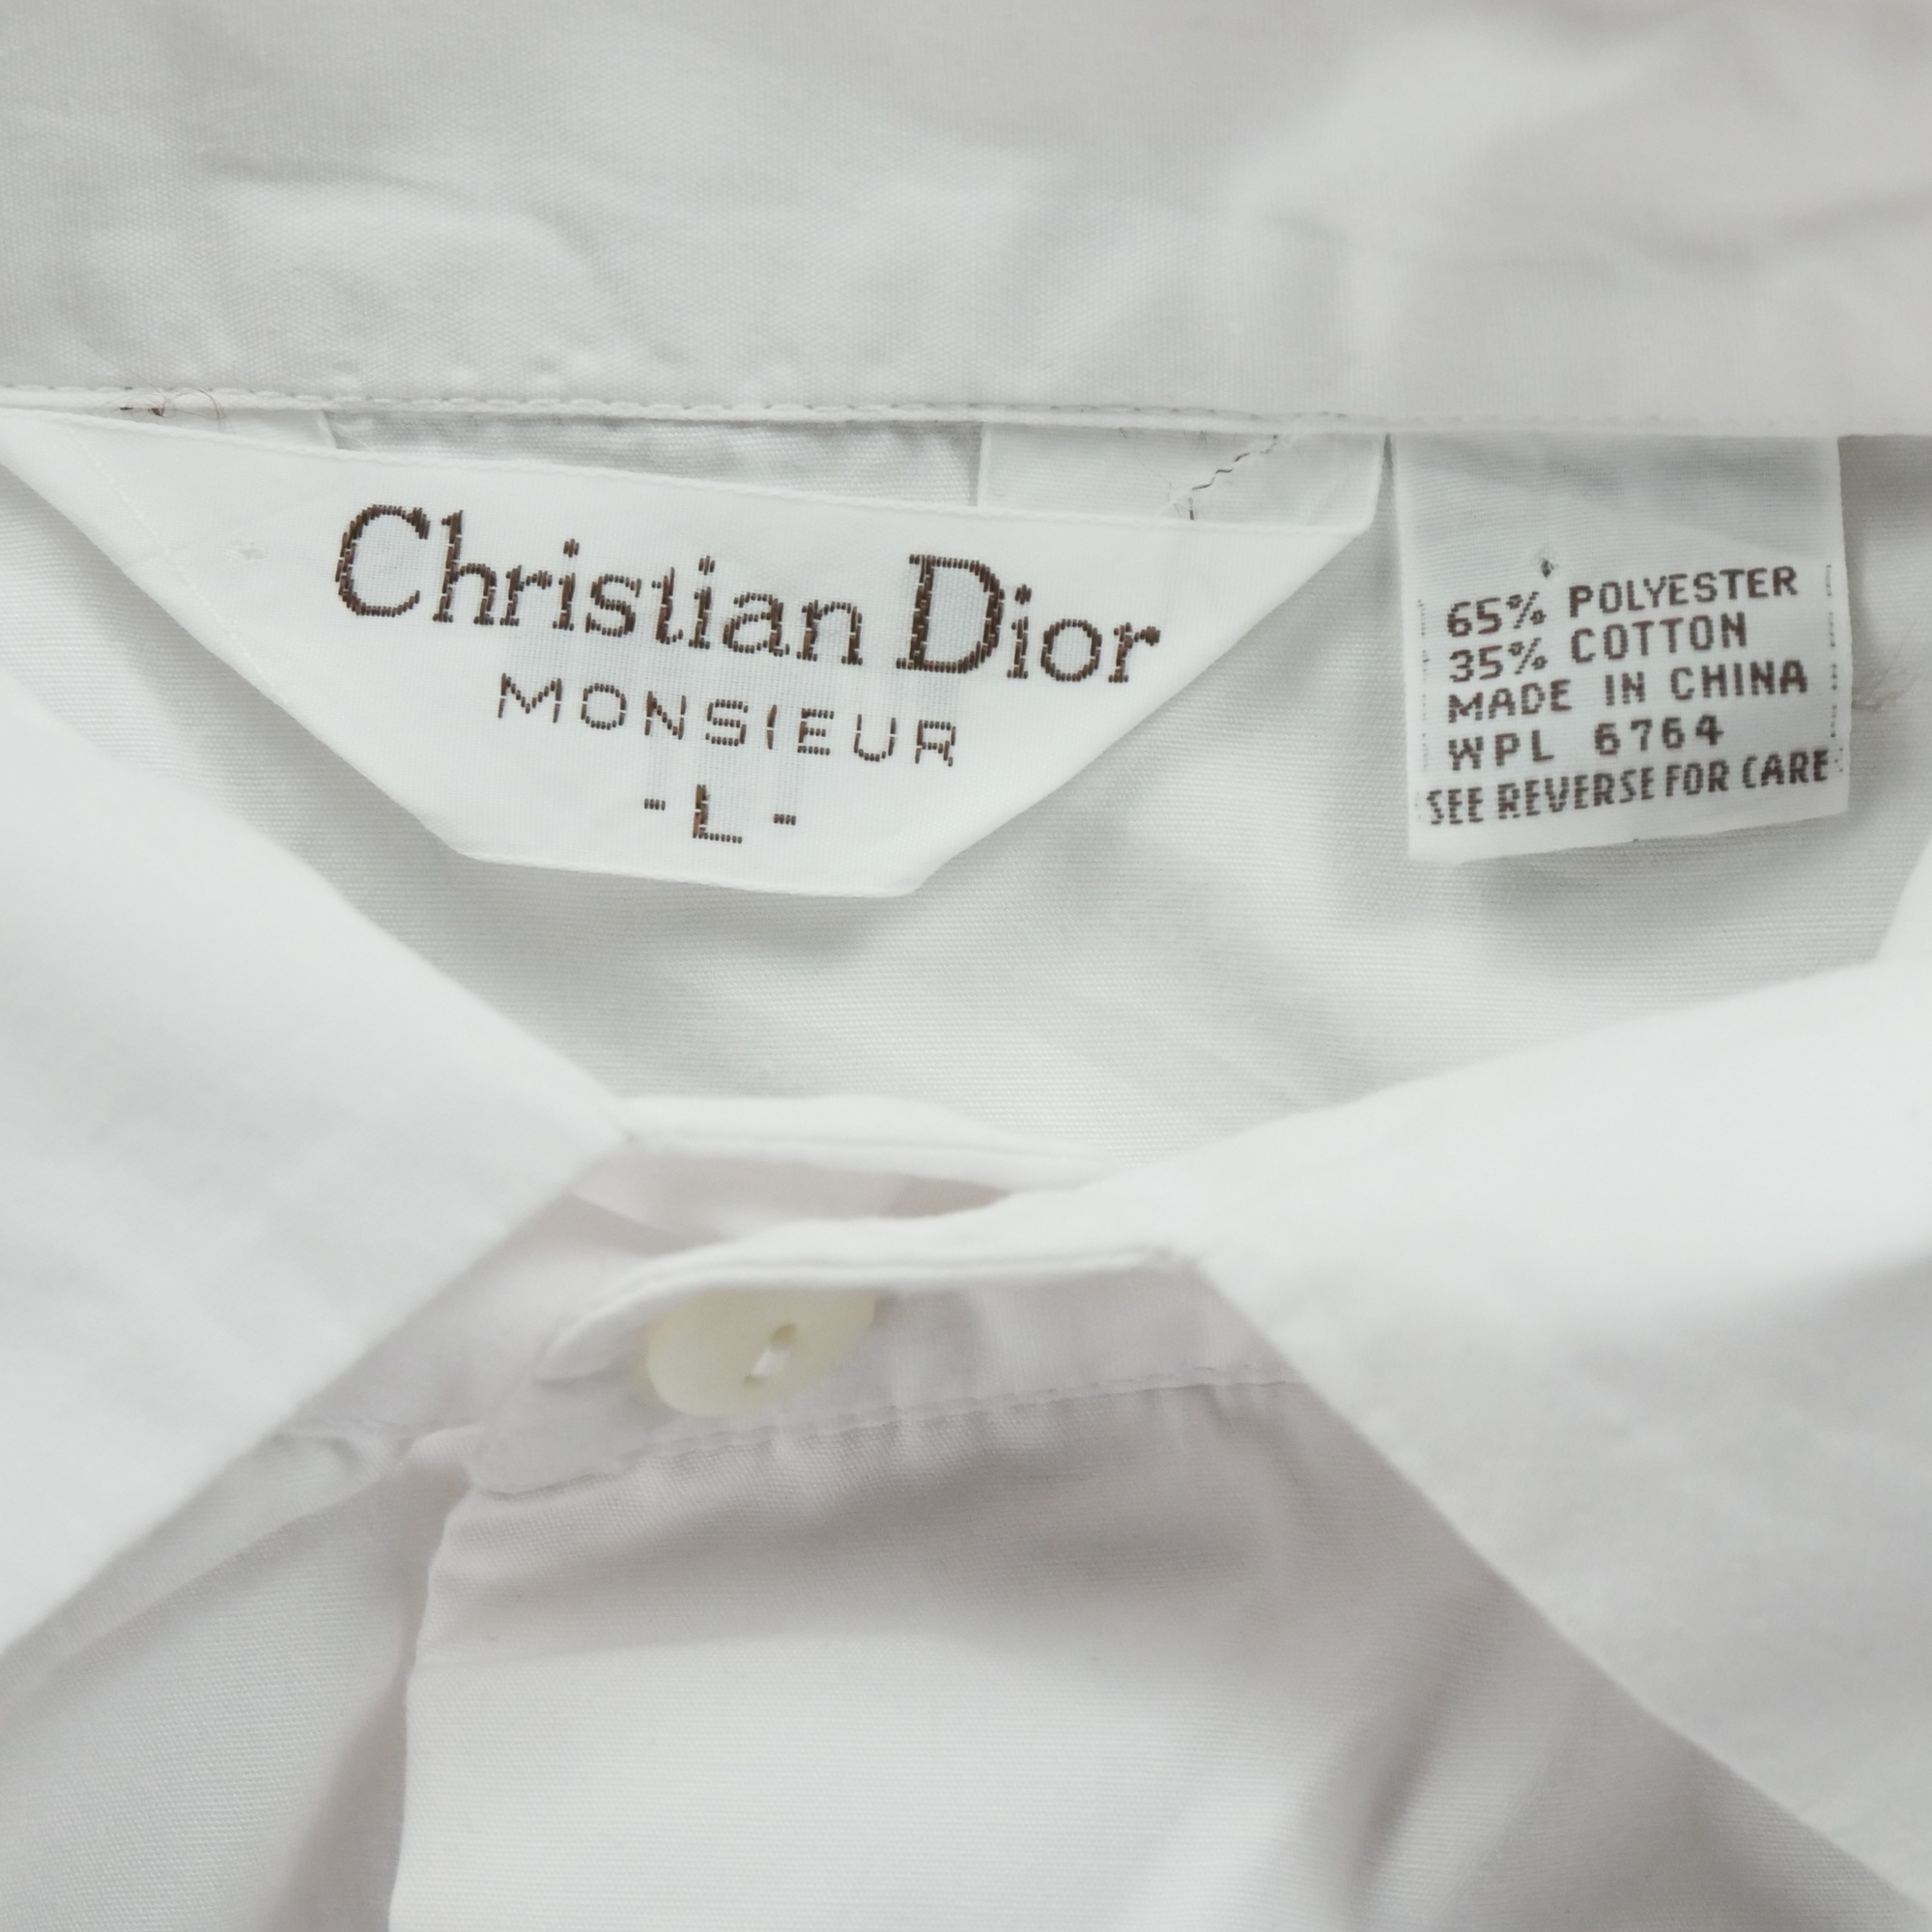 Christian Dior
MONSIEUR
-L-
65% POLYESTER
35% COTTON
MADE IN CHINA
WPL 6764
SEE REVERSE FOR CARE